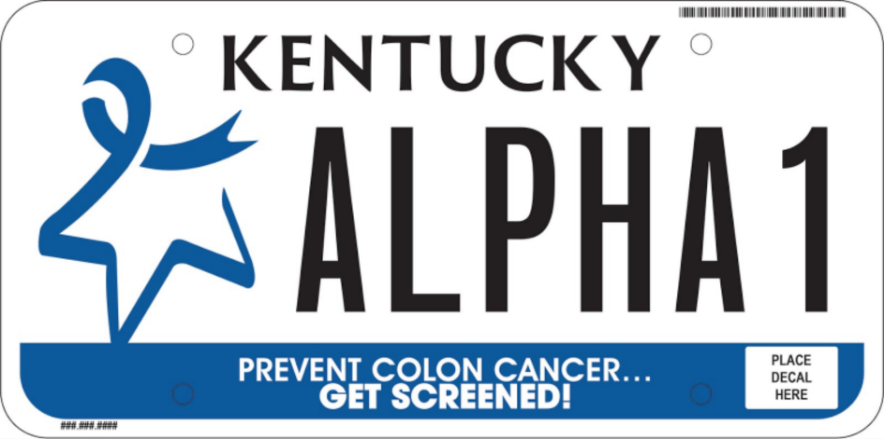 KENTUCKY
ALPHA1
PREVENT COLON CANCER...
GET SCREENED!
PLACE
DECAL
HERE
###.###.####